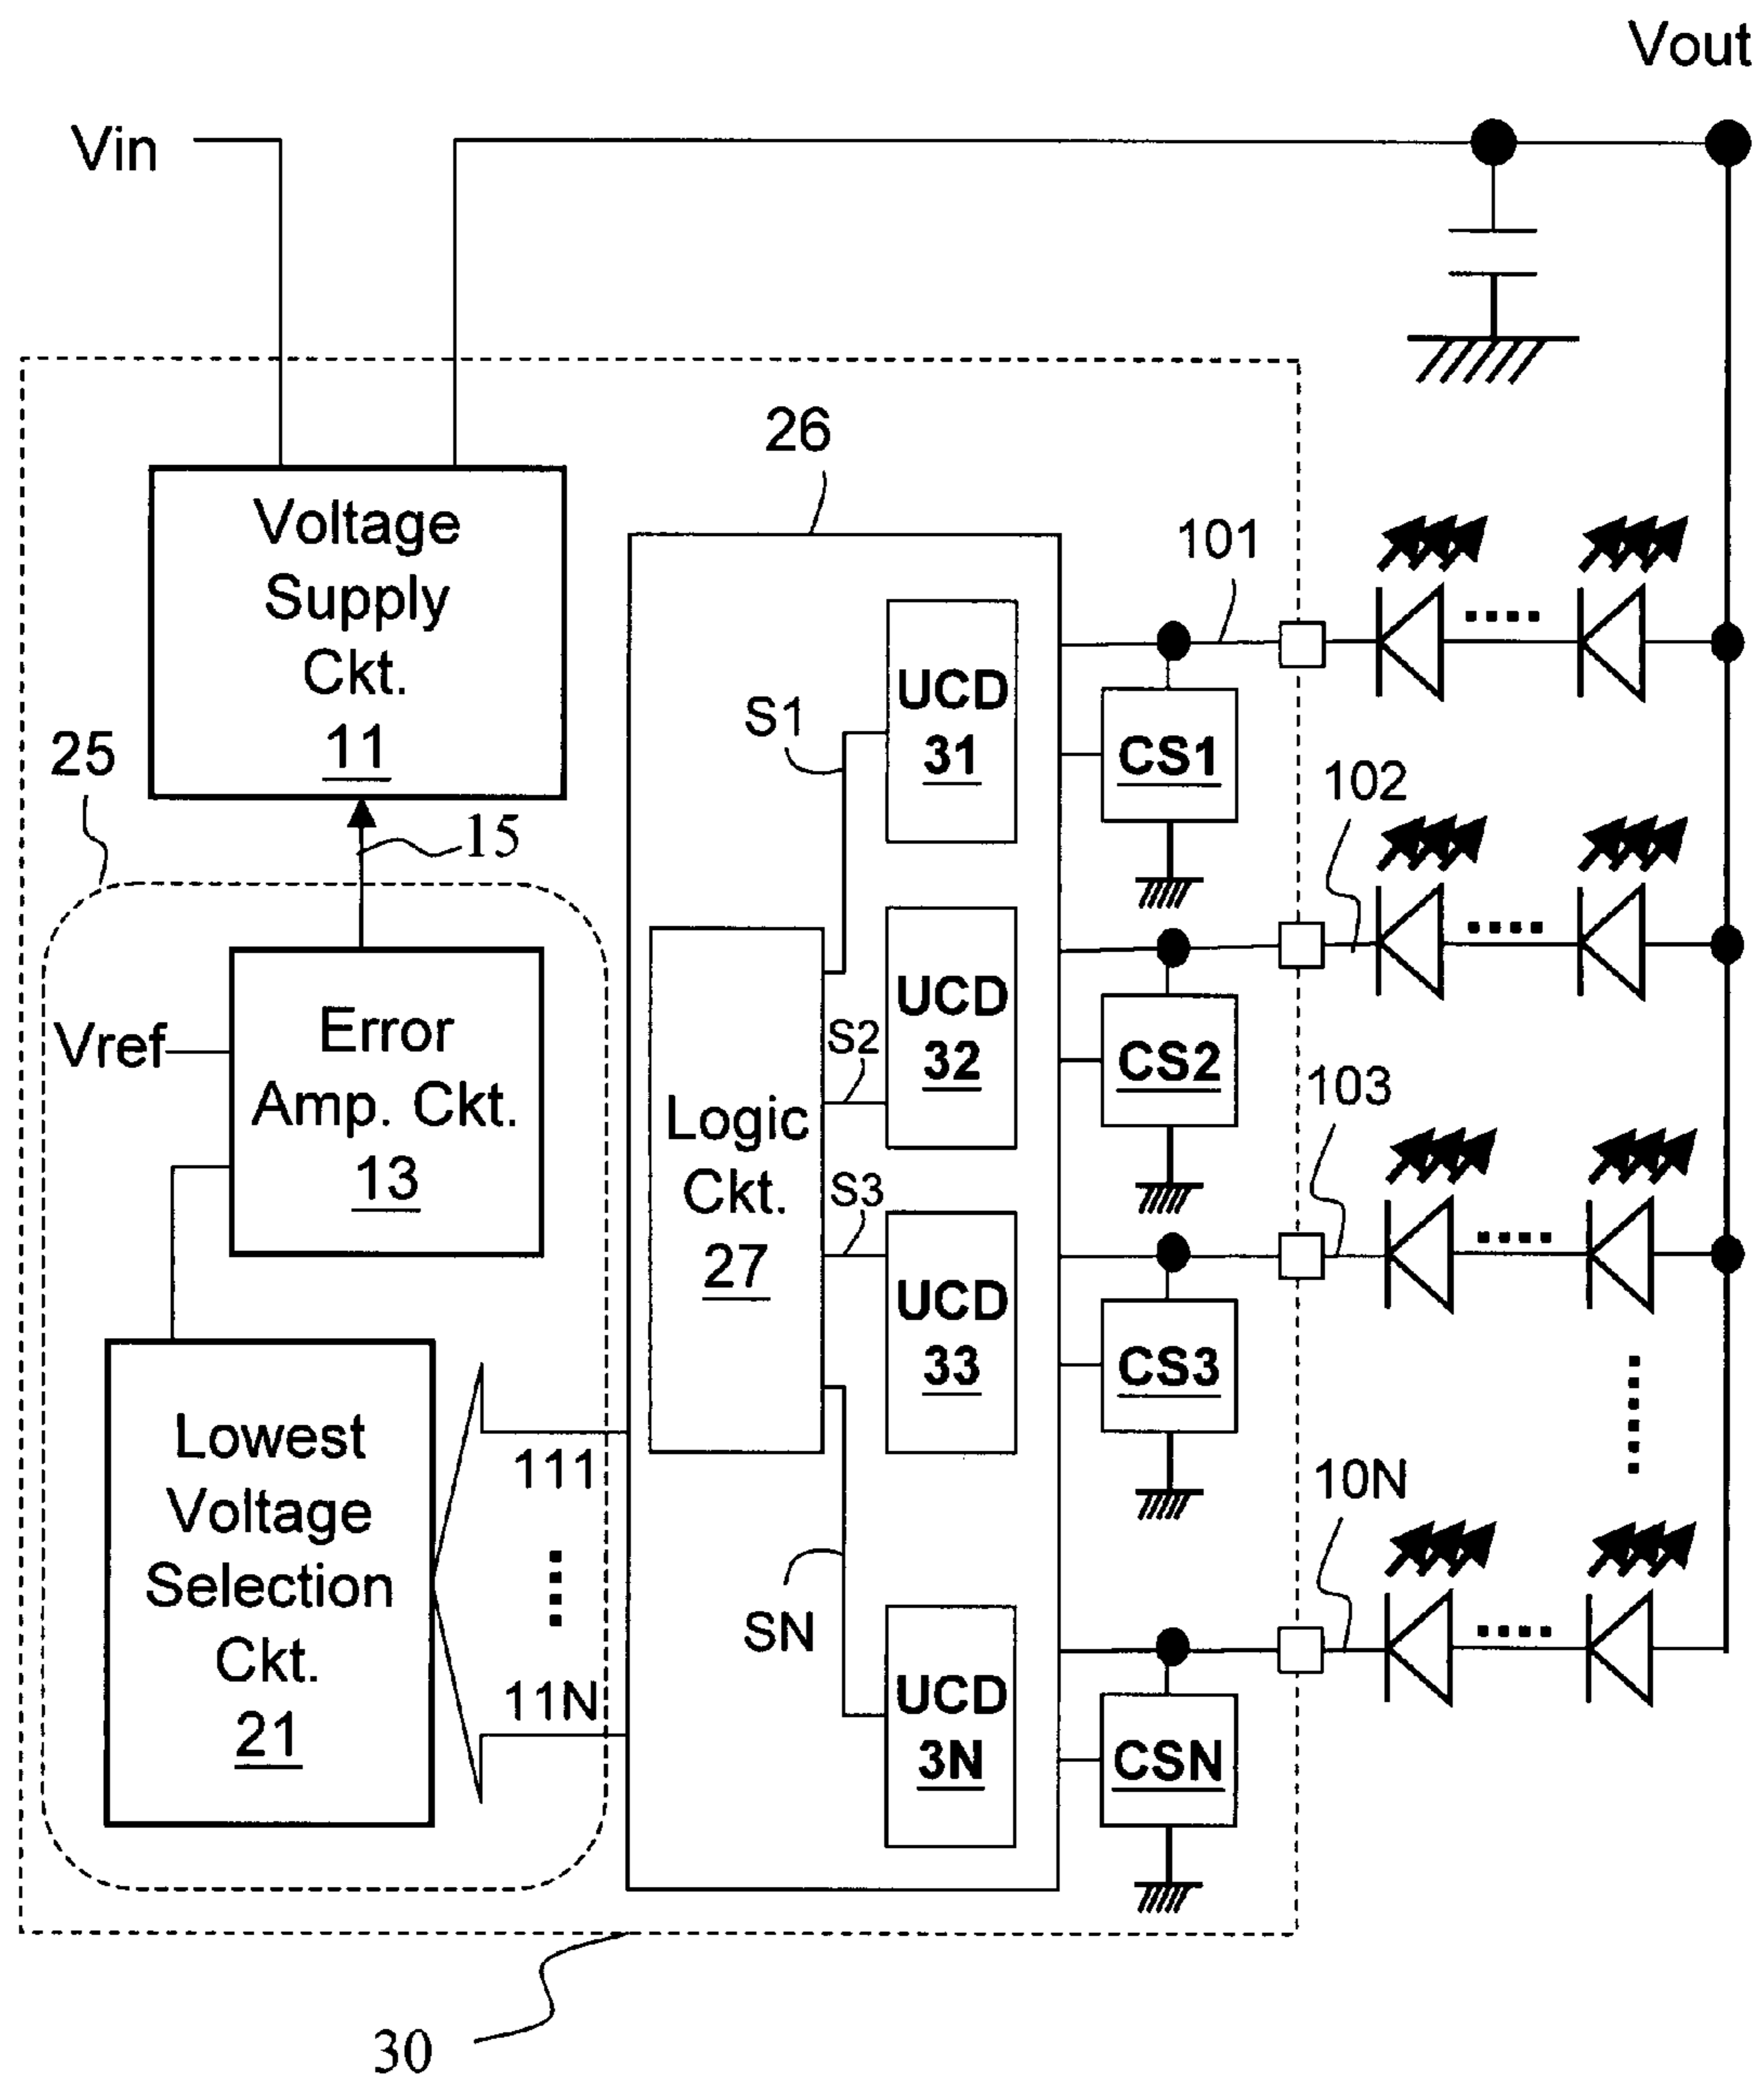 Vout
Vin
26
Voltage
Supply
Ckt.
11
101
UCD
31
S1
CS1
25
15
102
Vref
Error
Amp. Ckt.
13
UCD
32
S2
CS2
103
Logic
Ckt.
27
S3
UCD
33
CS3
Lowest
Voltage
Selection
Ckt.
21
111
11N
10N
SN
UCD
3N
CSN
30